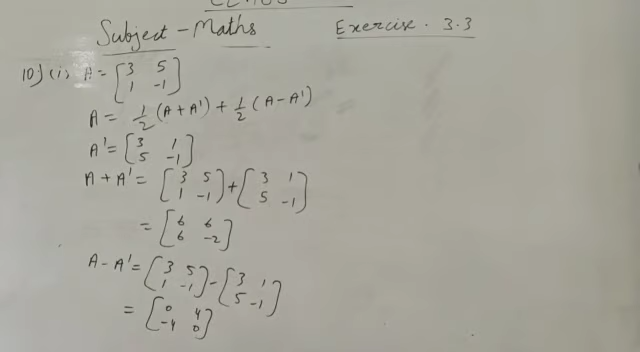 Subject - Maths Exercise. 3.3
10) (i) A = [3 5
1 -1]
A = 1/2 (A + A') + 1/2 (A - A')
A' = [3 1
5 -1]
A + A' = [3 5
1 -1] + [3 1
5 -1]
= [6 6
6 -2]
A - A' = [3 5
1 -1] - [3 1
5 -1]
= [0 4
-4 0]